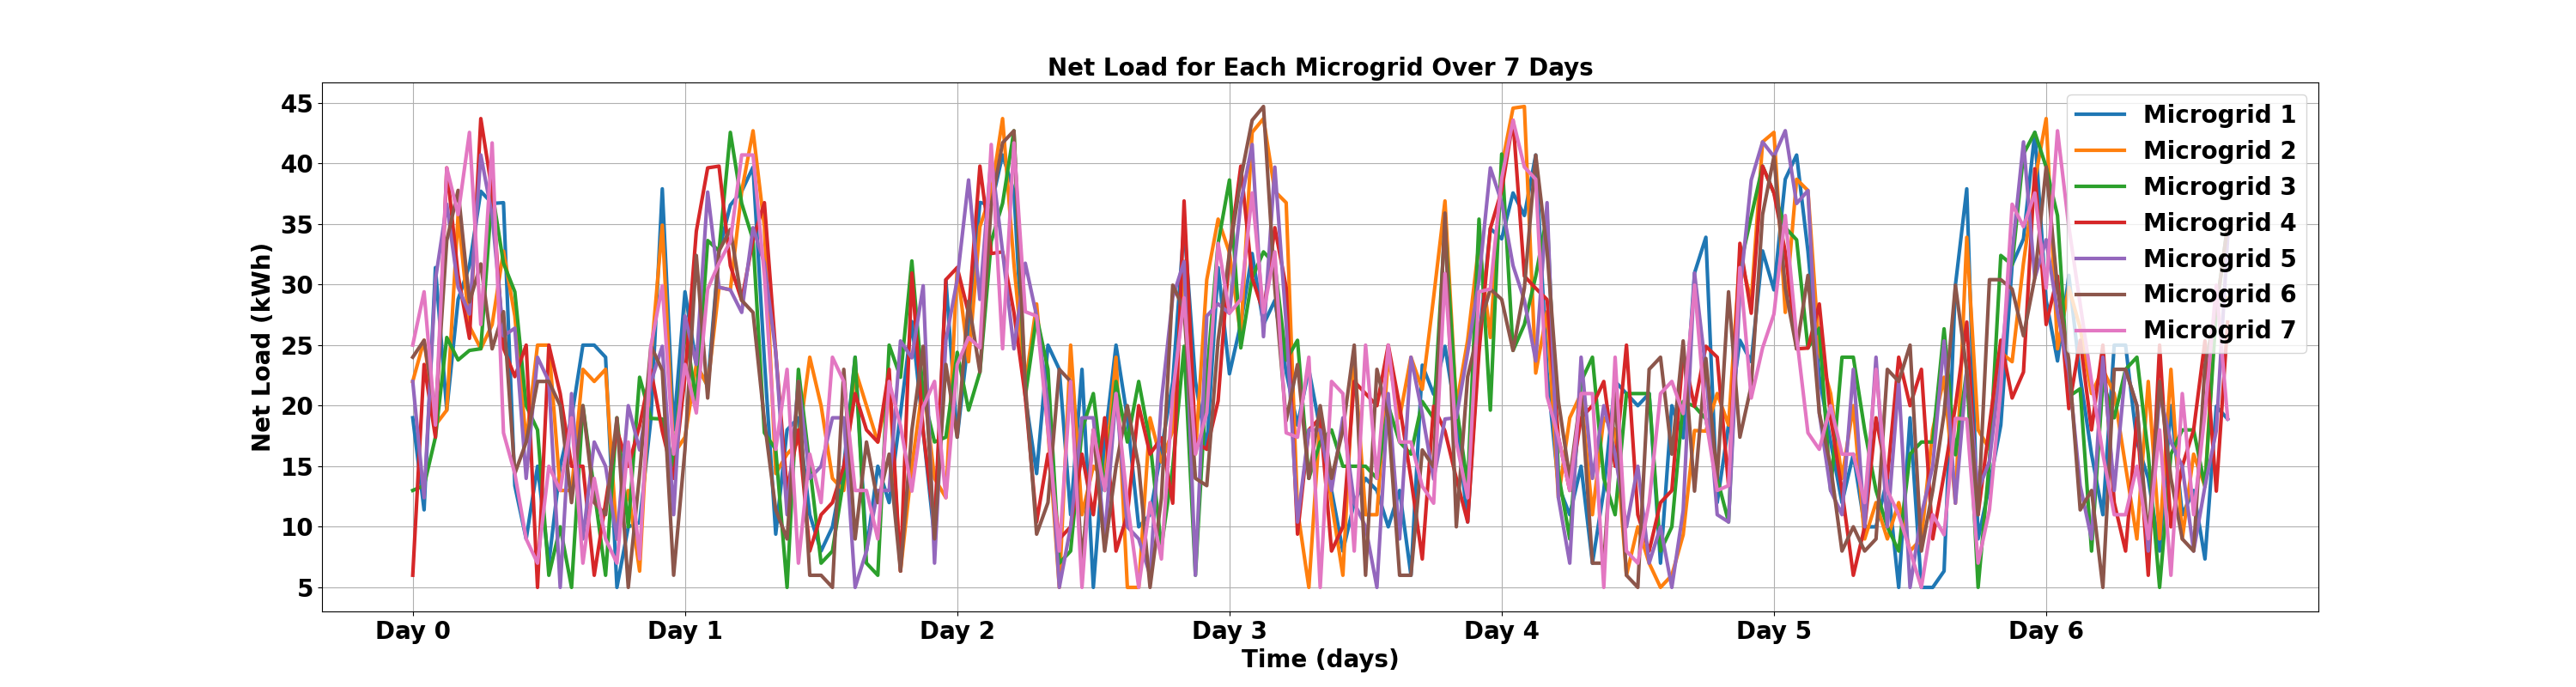 Net Load for Each Microgrid Over 7 Days
Net Load (kWh)
45
40
35
30
25
20
15
10
5
Microgrid 1
Microgrid 2
Microgrid 3
Microgrid 4
Microgrid 5
Microgrid 6
Microgrid 7
Day 0 Day 1 Day 2 Day 3 Day 4 Day 5 Day 6
Time (days)